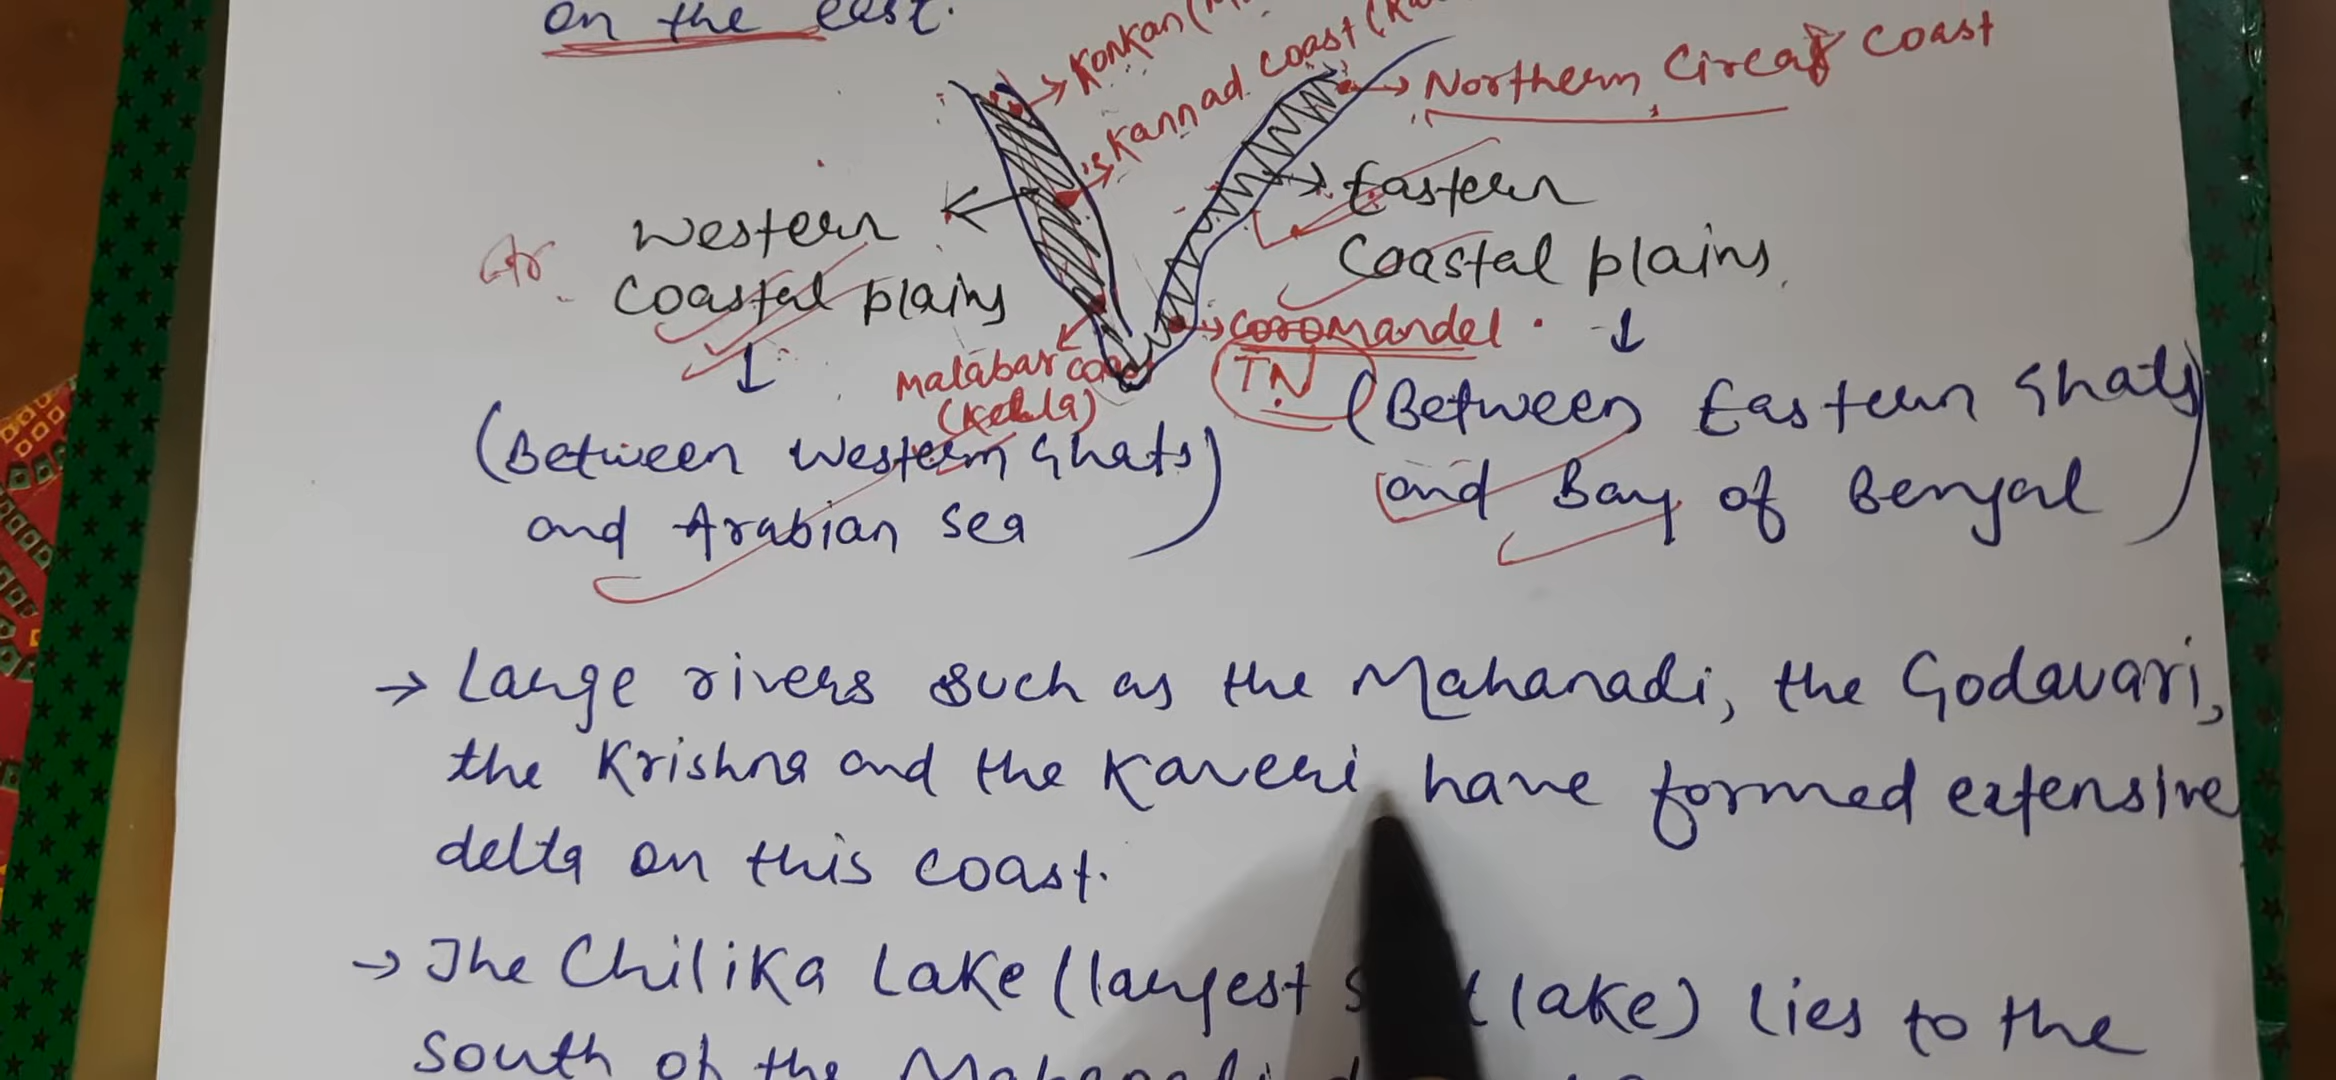 on the east.
Konkan (
Kannad Coast (
Northern Circar Coast
Western
Coastal plains
Eastern
Coastal plains
Coromandel
TN
Malabar coast
(Kerla)
(Between Western Ghats)
and Arabian Sea
(Between Eastern Ghats)
and Bay of Bengal
→ Large rivers such as the Mahanadi, the Godavari,
the Krishna and the Kaveri have formed extensive
delta on this coast.
→ The Chilika Lake (largest lake) lies to the
South of the